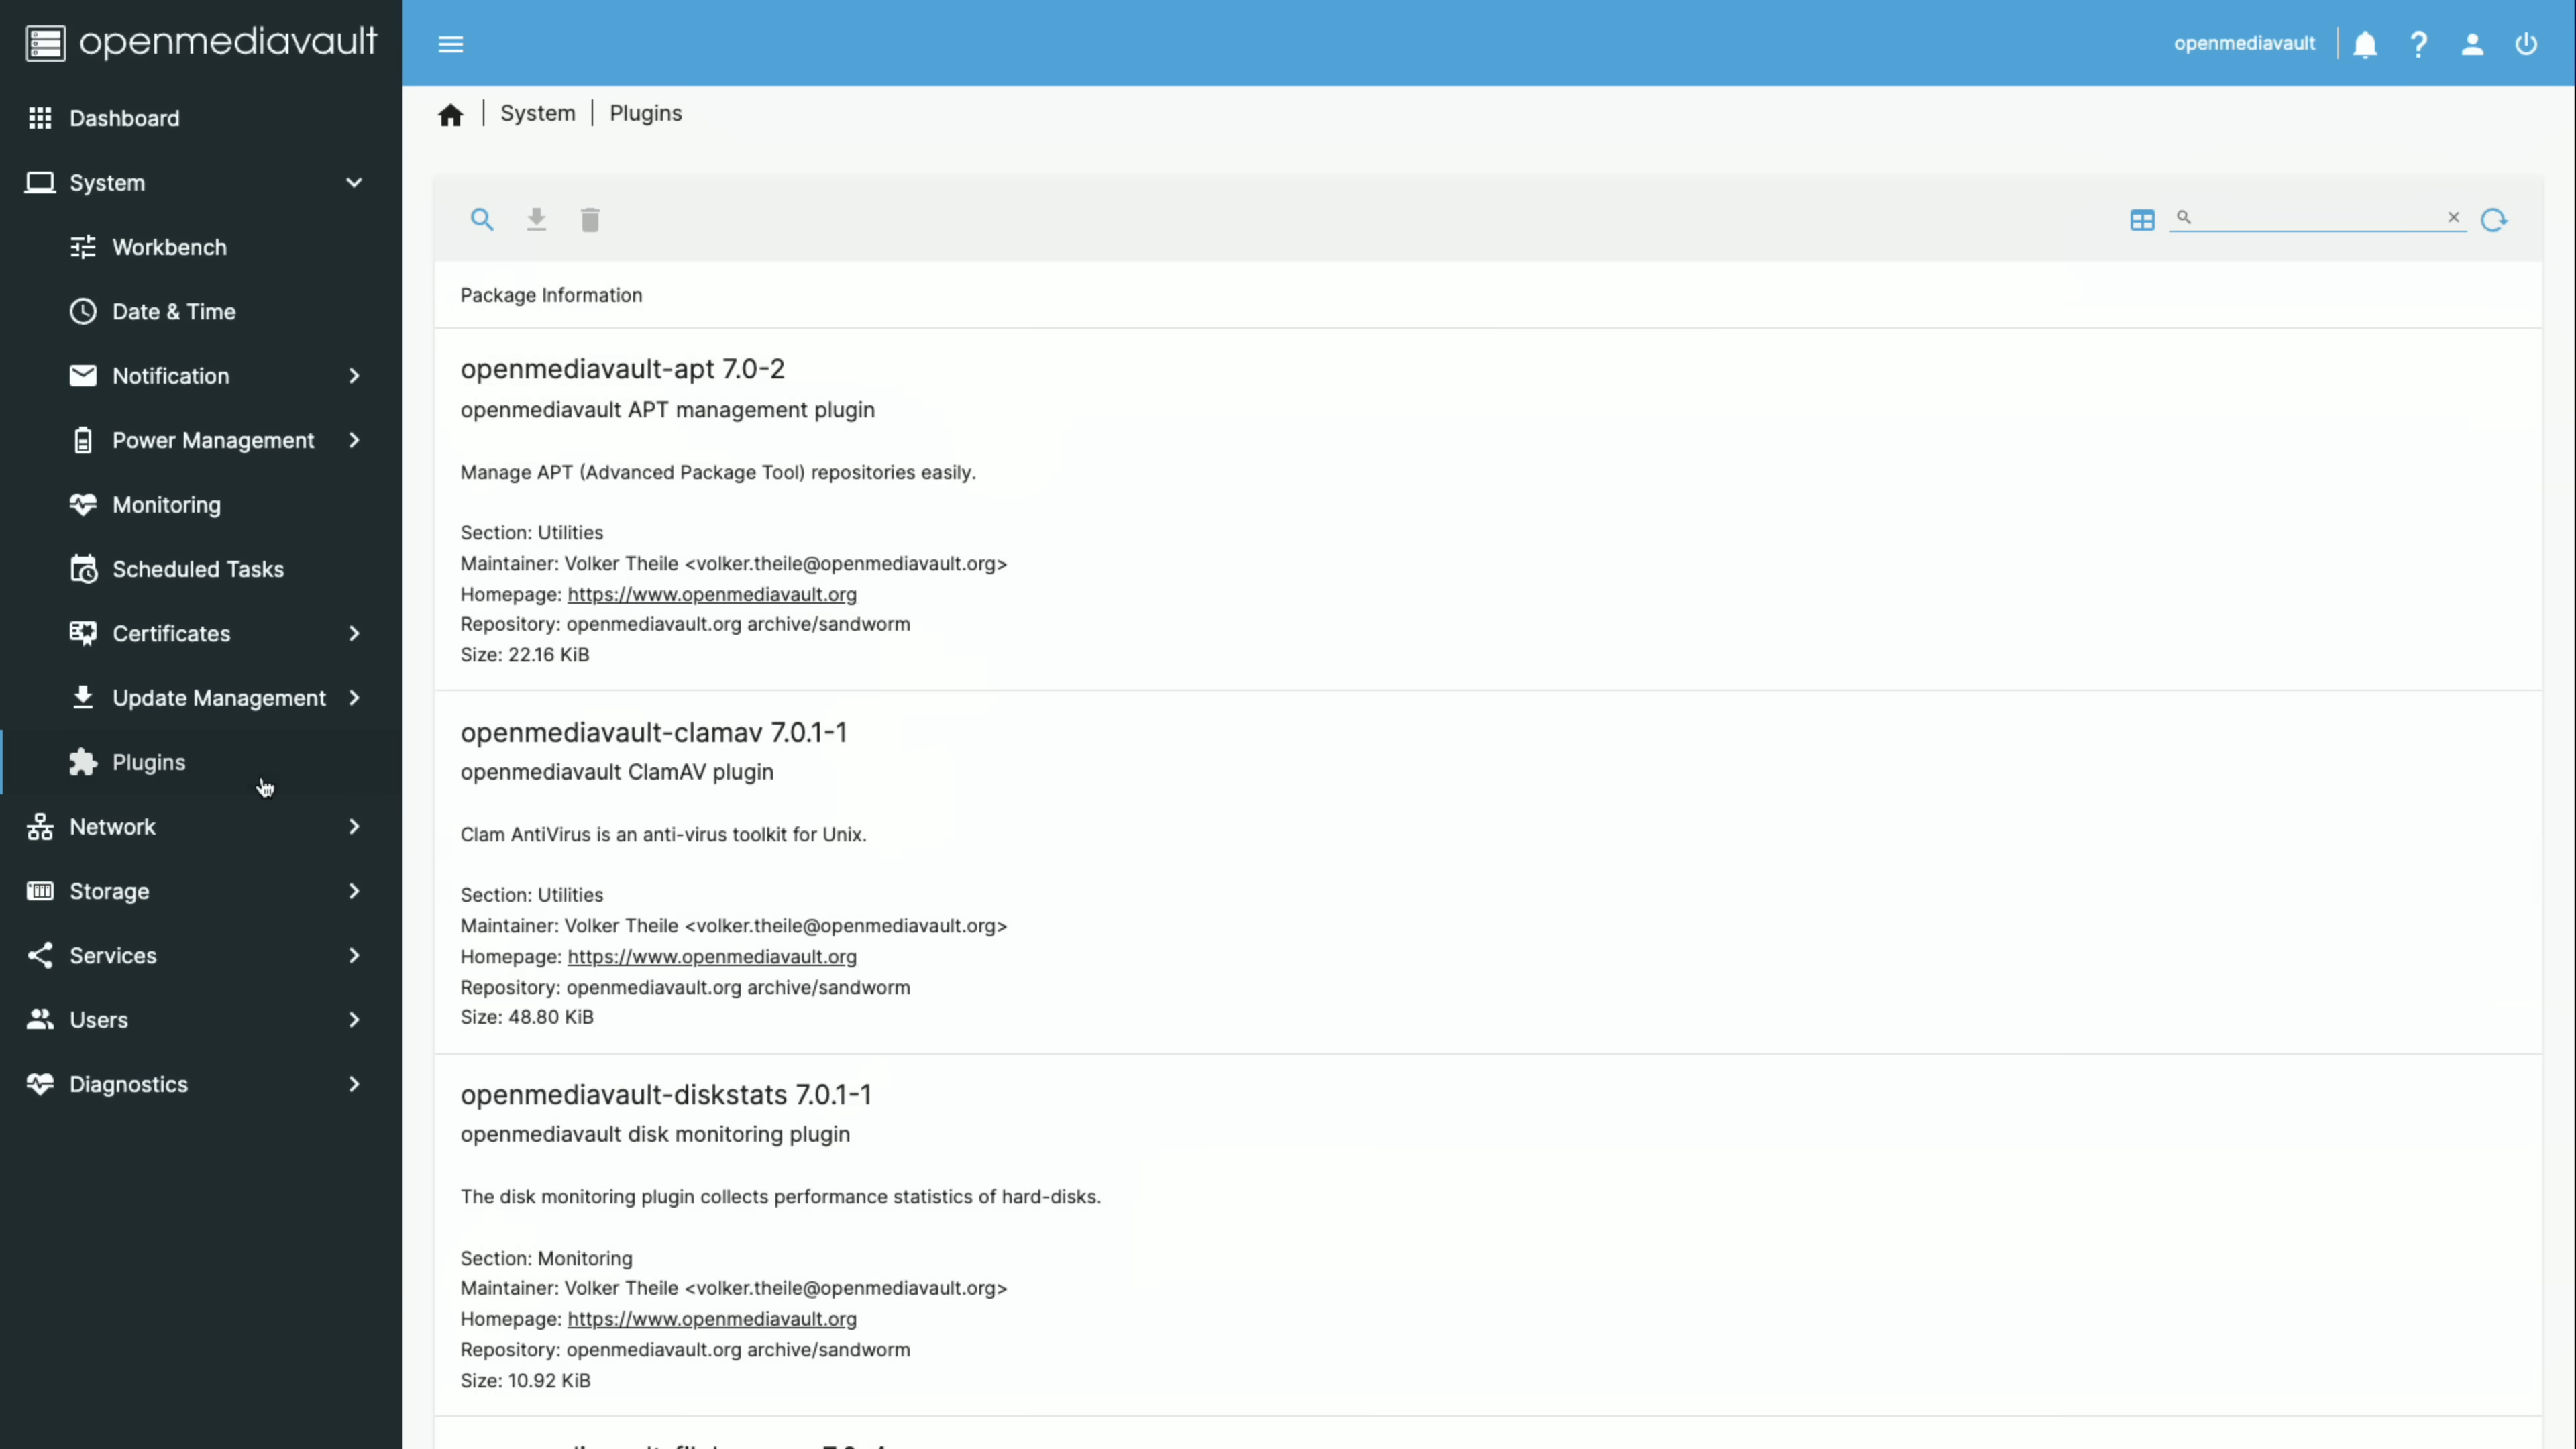 openmediavault
openmediavault
Dashboard
System
Workbench
Date & Time
Notification
Power Management
Monitoring
Scheduled Tasks
Certificates
Update Management
Plugins
Network
Storage
Services
Users
Diagnostics
System | Plugins
Package Information
openmediavault-apt 7.0-2
openmediavault APT management plugin
Manage APT (Advanced Package Tool) repositories easily.
Section: Utilities
Maintainer: Volker Theile <volker.theile@openmediavault.org>
Homepage: https://www.openmediavault.org
Repository: openmediavault.org archive/sandworm
Size: 22.16 KiB
openmediavault-clamav 7.0.1-1
openmediavault ClamAV plugin
Clam AntiVirus is an anti-virus toolkit for Unix.
Section: Utilities
Maintainer: Volker Theile <volker.theile@openmediavault.org>
Homepage: https://www.openmediavault.org
Repository: openmediavault.org archive/sandworm
Size: 48.80 KiB
openmediavault-diskstats 7.0.1-1
openmediavault disk monitoring plugin
The disk monitoring plugin collects performance statistics of hard-disks.
Section: Monitoring
Maintainer: Volker Theile <volker.theile@openmediavault.org>
Homepage: https://www.openmediavault.org
Repository: openmediavault.org archive/sandworm
Size: 10.92 KiB